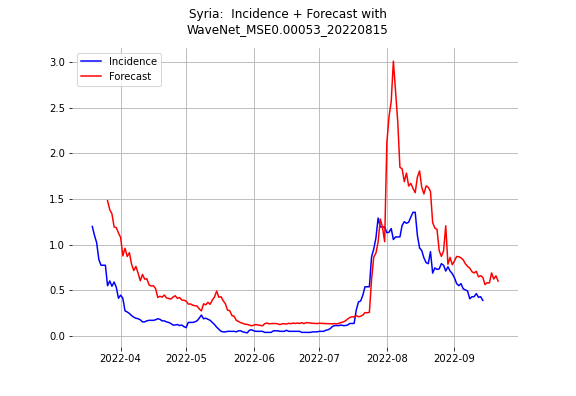 Syria:  Incidence + Forecast with
WaveNet_MSE0.00053_20220815
Incidence
Forecast
3.0
2.5
2.0
1.5
1.0
0.5
0.0
2022-04 2022-05 2022-06 2022-07 2022-08 2022-09